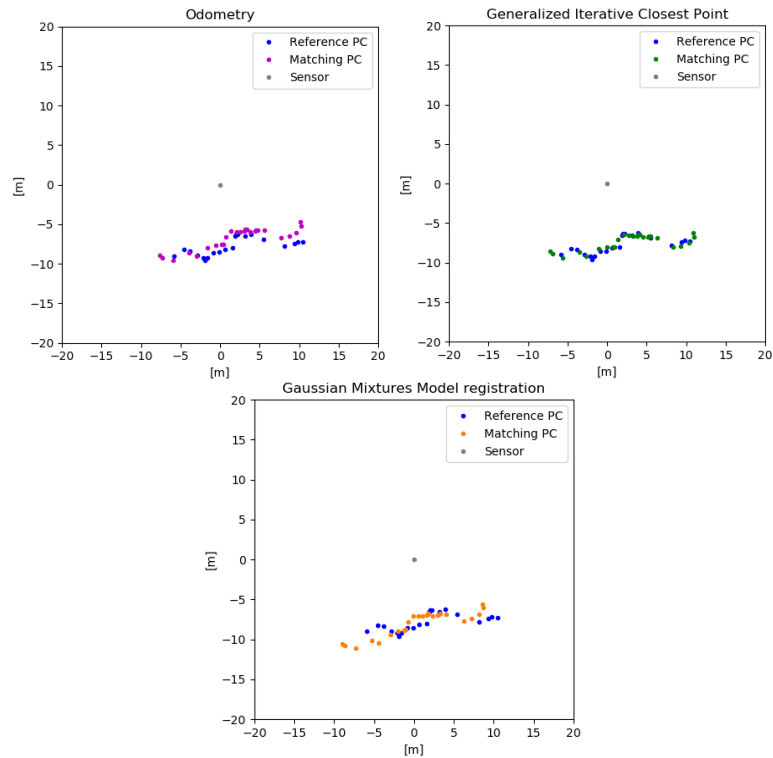 Odometry
Reference PC
Matching PC
Sensor
20
15
10
5
0
−5
−10
−15
−20
[m]
−20 −15 −10 −5 0 5 10 15 20
[m]
Generalized Iterative Closest Point
Reference PC
Matching PC
Sensor
20
15
10
5
0
−5
−10
−15
−20
[m]
−20 −15 −10 −5 0 5 10 15 20
[m]
Gaussian Mixtures Model registration
Reference PC
Matching PC
Sensor
20
15
10
5
0
−5
−10
−15
−20
[m]
−20 −15 −10 −5 0 5 10 15 20
[m]